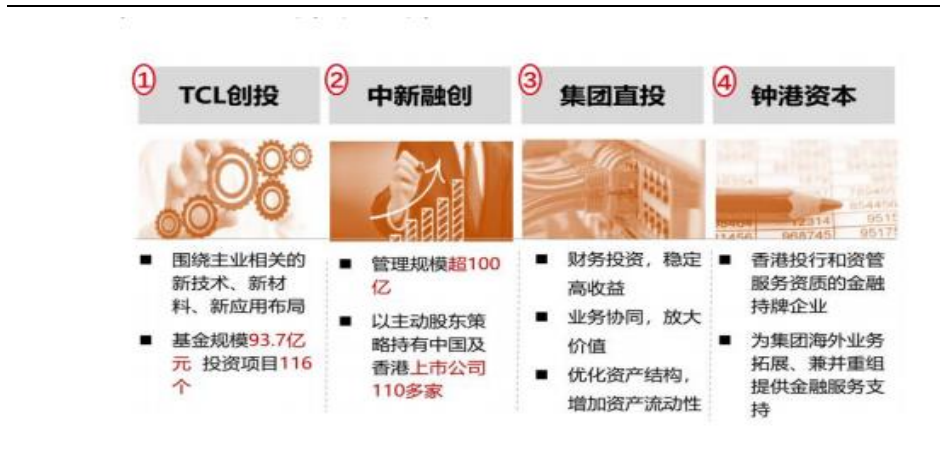 ① TCL创投
② 中新融创
③ 集团直投
④ 钟港资本
■ 围绕主业相关的
新技术、新材
料、新应用布局
■ 基金规模93.7亿
元 投资项目116
个
■ 管理规模超100
亿
■ 以主动股东策
略持有中国及
香港上市公司
110多家
■ 财务投资，稳定
高收益
■ 业务协同，放大
价值
■ 优化资产结构，
增加资产流动性
■ 香港投行和资管
服务资质的金融
持牌企业
■ 为集团海外业务
拓展、兼并重组
提供金融服务支
持
12314
968745